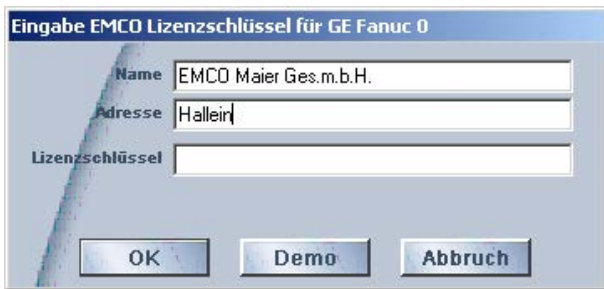 Eingabe EMCO Lizenzschlüssel für GE Fanuc 0
Name EMCO Maier Ges.m.b.H.
Adresse Hallein
Lizenzschlüssel
OK Demo Abbruch